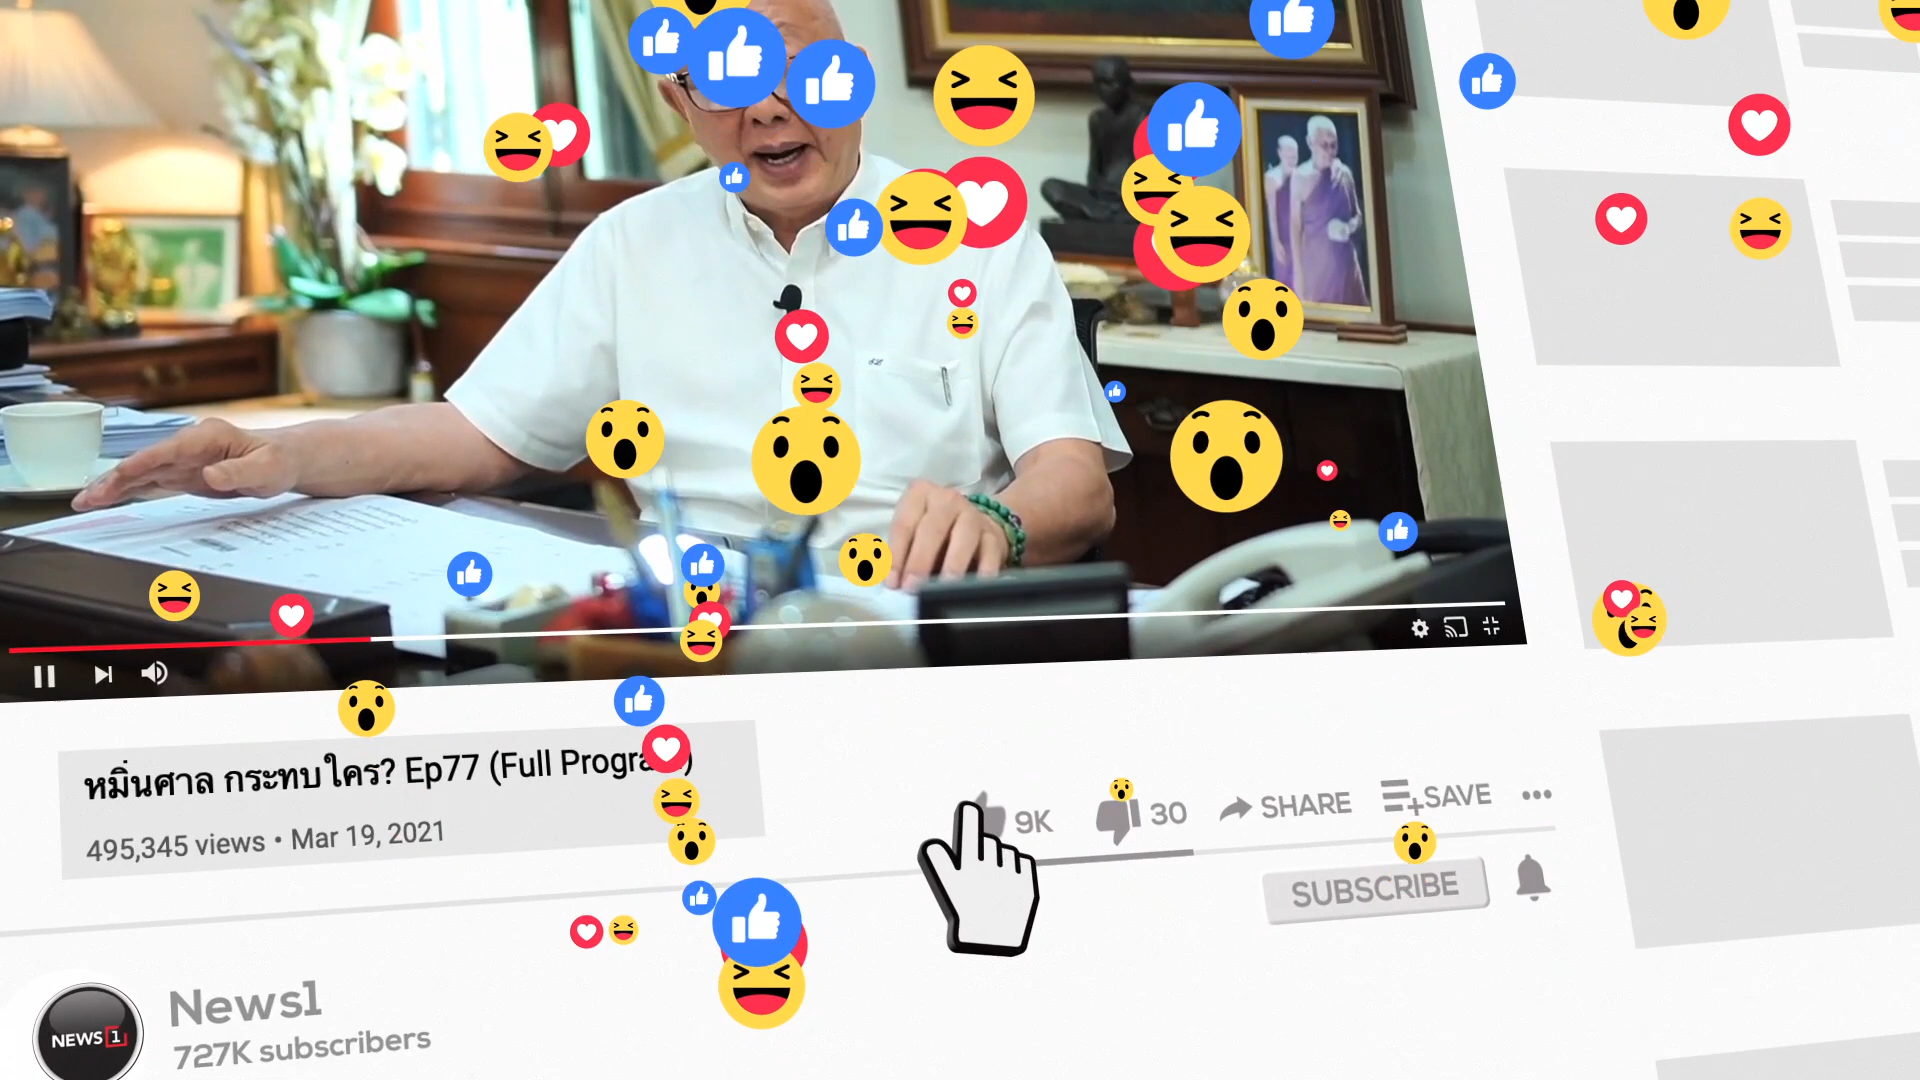 หมิ่นศาล กระทบใคร? Ep77 (Full Progra )
495,345 views • Mar 19, 2021
9K
30
SHARE
SAVE
SUBSCRIBE
News1
727K subscribers
NEWS 1